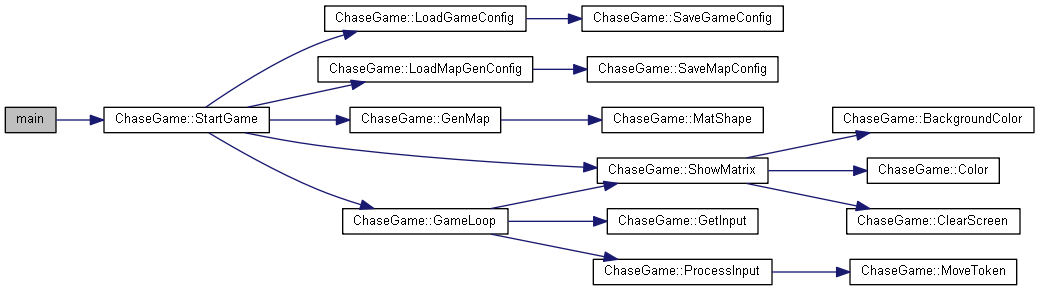 main
ChaseGame::StartGame
ChaseGame::LoadGameConfig
ChaseGame::SaveGameConfig
ChaseGame::LoadMapGenConfig
ChaseGame::SaveMapConfig
ChaseGame::GenMap
ChaseGame::MatShape
ChaseGame::ShowMatrix
ChaseGame::BackgroundColor
ChaseGame::Color
ChaseGame::ClearScreen
ChaseGame::GameLoop
ChaseGame::GetInput
ChaseGame::ProcessInput
ChaseGame::MoveToken